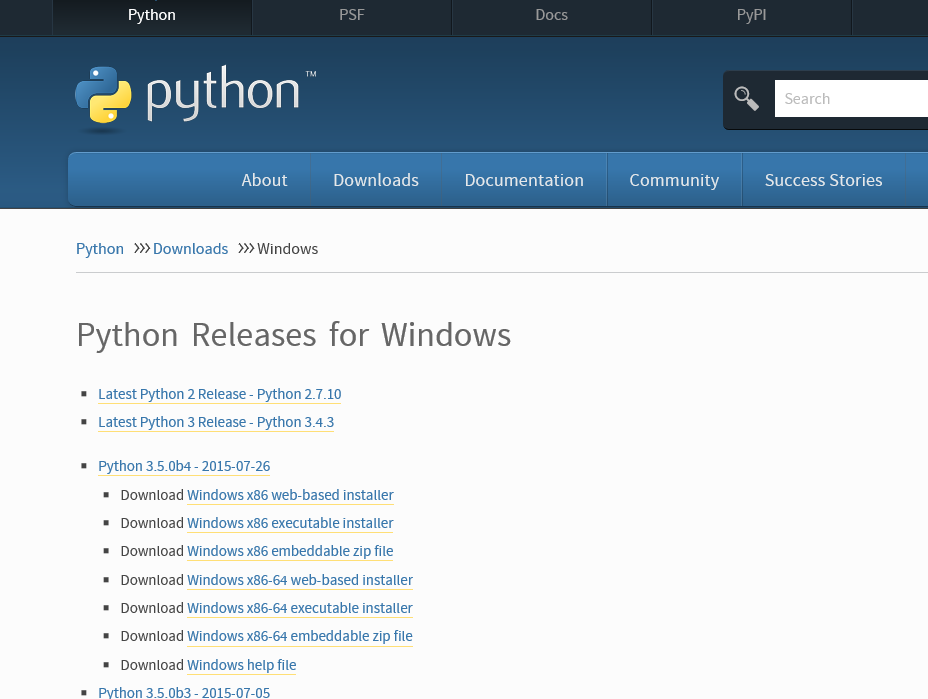 Python PSF Docs PyPI
python™
Search
About Downloads Documentation Community Success Stories
Python >>> Downloads >>> Windows
Python Releases for Windows
Latest Python 2 Release - Python 2.7.10
Latest Python 3 Release - Python 3.4.3
Python 3.5.0b4 - 2015-07-26
Download Windows x86 web-based installer
Download Windows x86 executable installer
Download Windows x86 embeddable zip file
Download Windows x86-64 web-based installer
Download Windows x86-64 executable installer
Download Windows x86-64 embeddable zip file
Download Windows help file
Python 3.5.0b3 - 2015-07-05